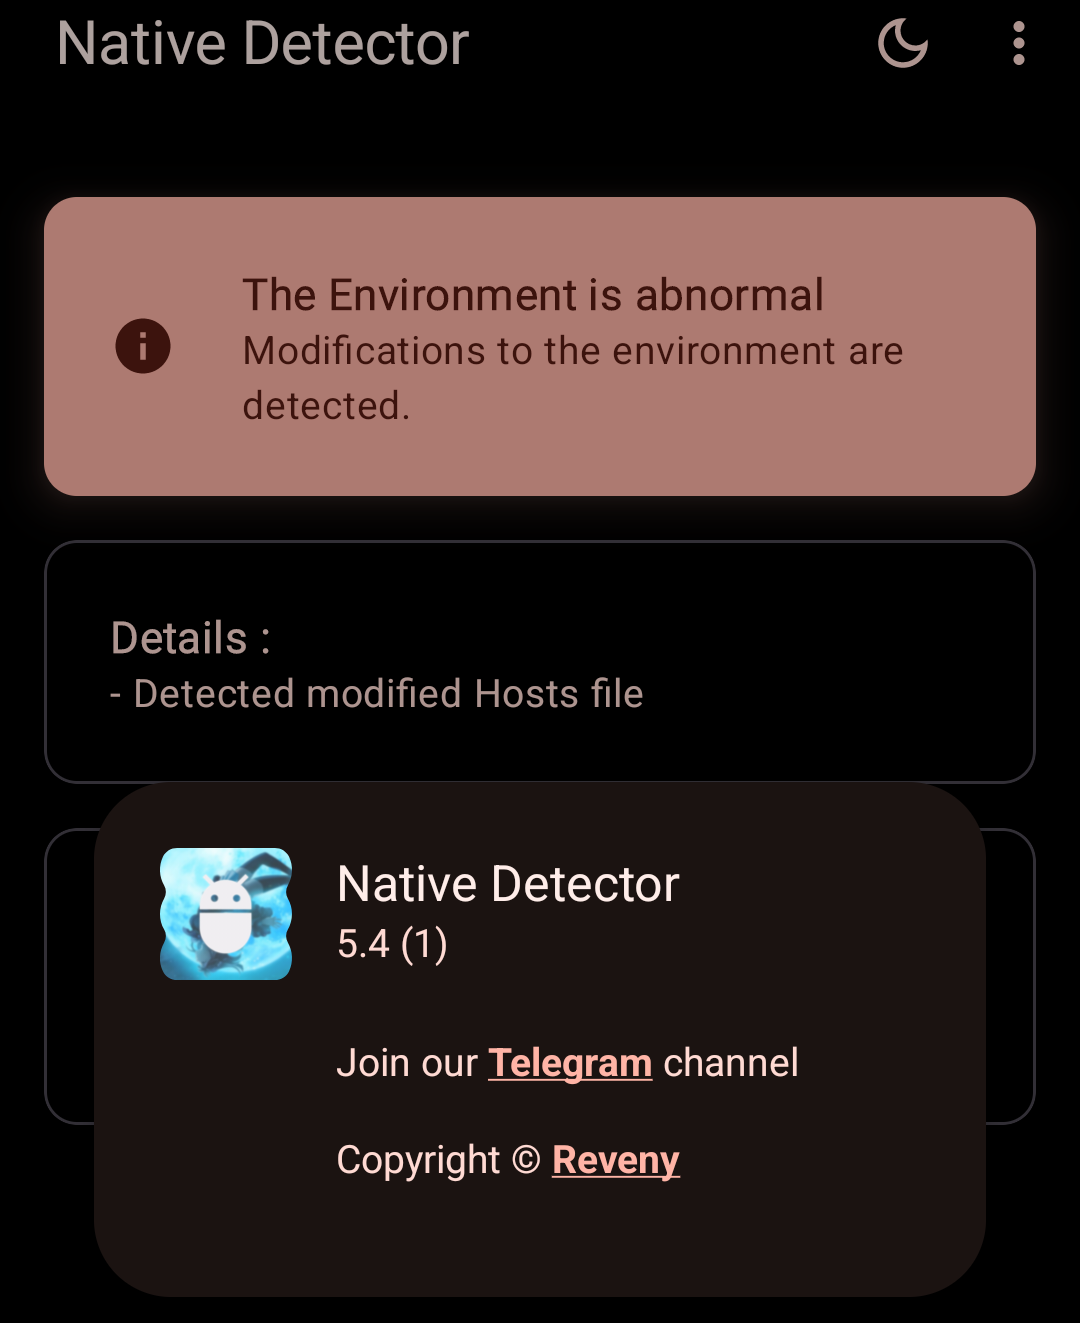 Native Detector
The Environment is abnormal
Modifications to the environment are
detected.
Details :
- Detected modified Hosts file
Native Detector
5.4 (1)
Join our Telegram channel
Copyright © Reveny